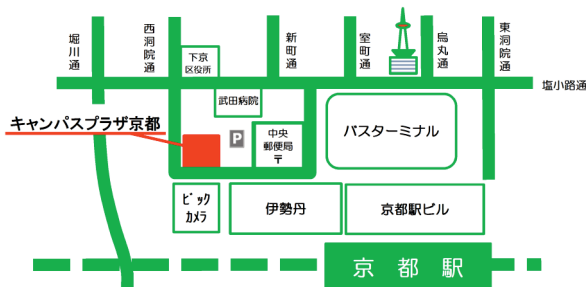 堀川通
西洞院通
新町通
室町通
烏丸通
東洞院通
下京
区役所
塩小路通
武田病院
キャンパスプラザ京都
P
中央
郵便局
〒
バスターミナル
ビック
カメラ
伊勢丹
京都駅ビル
京都駅